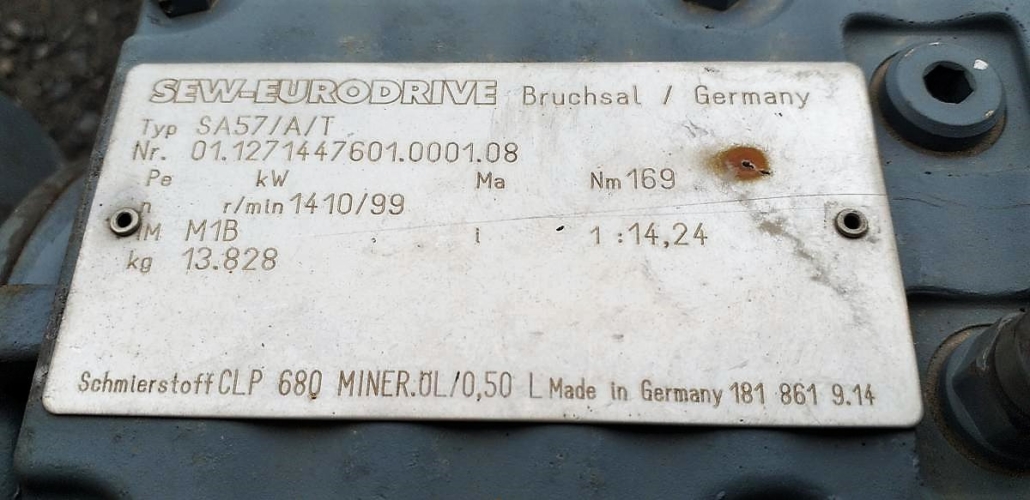 SEW-EURODRIVE Bruchsal / Germany
Typ SA57/A/T
Nr. 01.1271447601.0001.08
Pe kW Ma Nm 169
n r/min 1410/99
IM M1B i 1 :14,24
kg 13.828
Schmierstoff CLP 680 MINER.ÖL/0,50 L Made in Germany 181 861 9.14